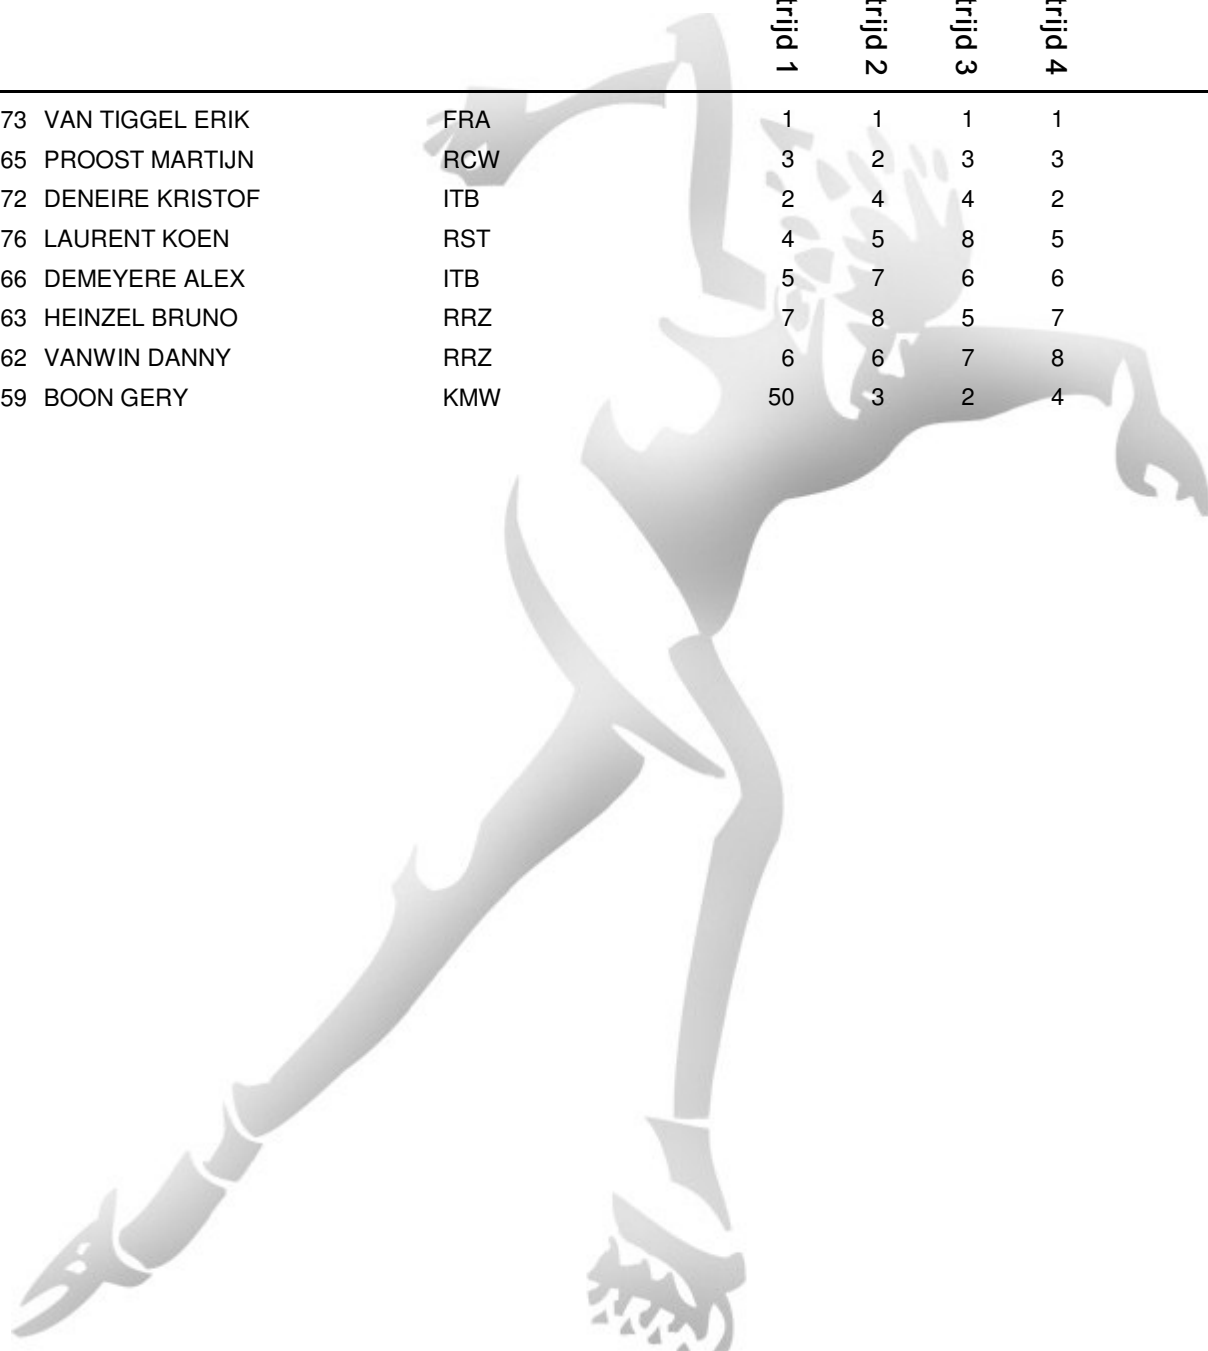 trijd 1 trijd 2 trijd 3 trijd 4
73 VAN TIGGEL ERIK FRA 1 1 1 1
65 PROOST MARTIJN RCW 3 2 3 3
72 DENEIRE KRISTOF ITB 2 4 4 2
76 LAURENT KOEN RST 4 5 8 5
66 DEMEYERE ALEX ITB 5 7 6 6
63 HEINZEL BRUNO RRZ 7 8 5 7
62 VANWIN DANNY RRZ 6 6 7 8
59 BOON GERY KMW 50 3 2 4